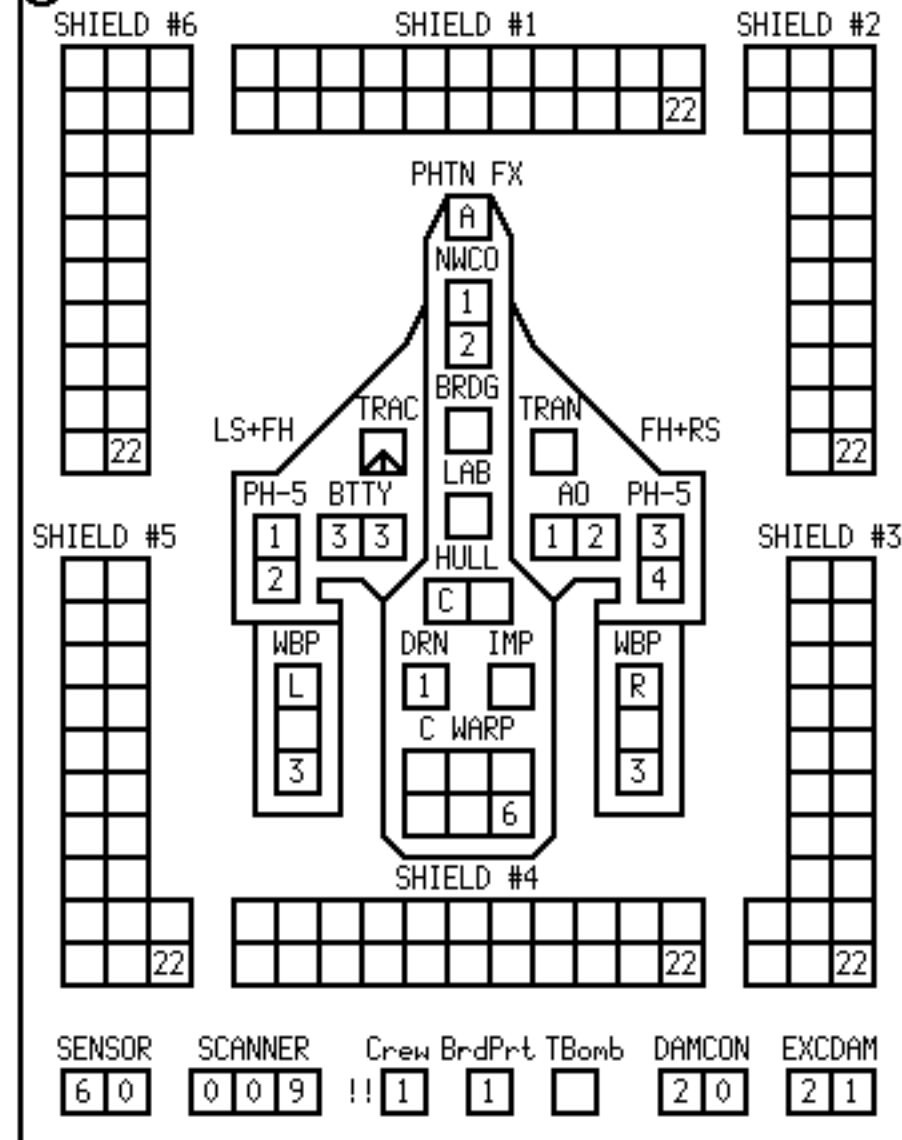 SHIELD #6 SHIELD #1 SHIELD #2
22
PHTN FX
A
NWCO
1
2
BRDG
TRAC TRAN
LS+FH FH+RS
22 22
LAB
PH-5 BTTY AO PH-5
1 3 3 1 2 3
SHIELD #5 SHIELD #3
HULL
2 4
C
WBP DRN IMP WBP
L 1 R
C WARP
3 3
6
SHIELD #4
22 22 22
SENSOR SCANNER Crew BrdPrt TBomb DAMCON EXCDAM
6 0 0 0 9 !! 1 1 2 0 2 1